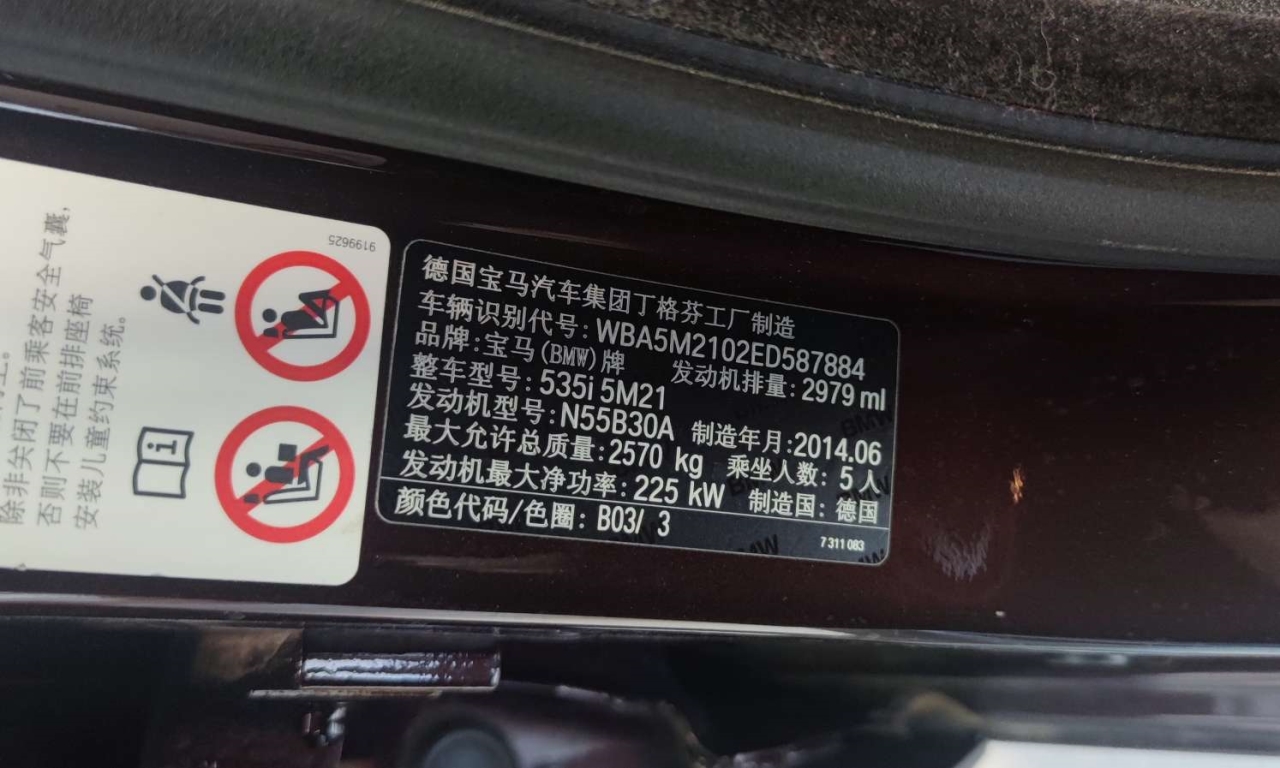 9199625
除非关闭了前乘客安全气囊，
否则不要在前排座椅
安装儿童约束系统。
德国宝马汽车集团丁格芬工厂制造
车辆识别代号: WBA5M2102ED587884
品牌: 宝马(BMW)牌 发动机排量: 2979 ml
整车型号: 535i 5M21
发动机型号: N55B30A 制造年月: 2014.06
最大允许总质量: 2570 kg 乘坐人数: 5 人
发动机最大净功率: 225 kW 制造国: 德国
颜色代码/色圈: B03/ 3
7 311 083